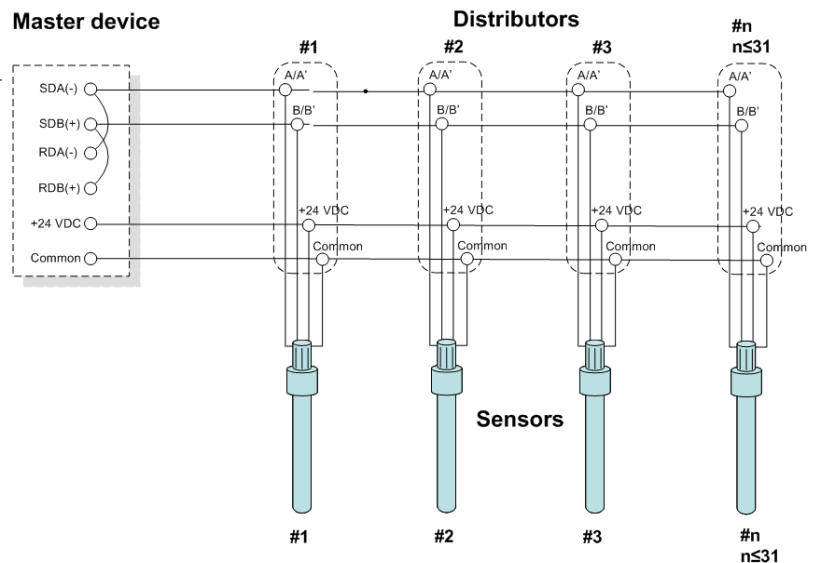 Master device
Distributors
#1
#2
#3
#n
n≤31
SDA(-)
SDB(+)
RDA(-)
RDB(+)
+24 VDC
Common
A/A'
B/B'
+24 VDC
Common
A/A'
B/B'
+24 VDC
Common
A/A'
B/B'
+24 VDC
Common
A/A'
B/B'
+24 VDC
Common
Sensors
#1
#2
#3
#n
n≤31